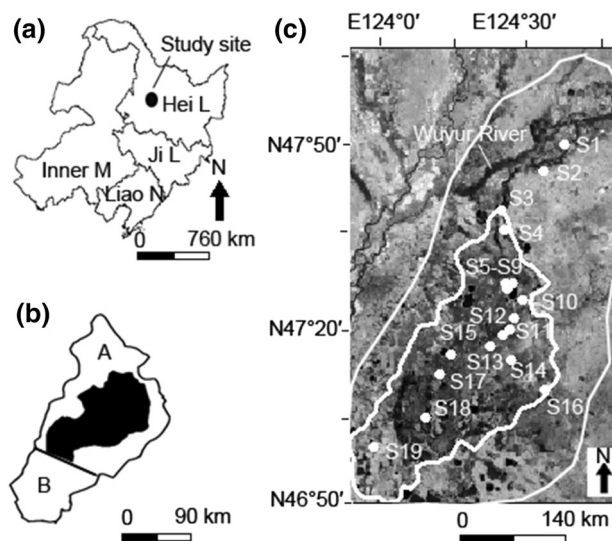 (a)
Study site
Hei L
Ji L
Inner M
Liao N
N
0 760 km
(b)
A
B
0 90 km
(c)
E124°0′ E124°30′
N47°50′
Wuyur River
S1
S2
S3
S4
S5-S9
S10
S12
S11
S15
N47°20′
S13
S14
S17
S16
S18
S19
N
N46°50′
0 140 km